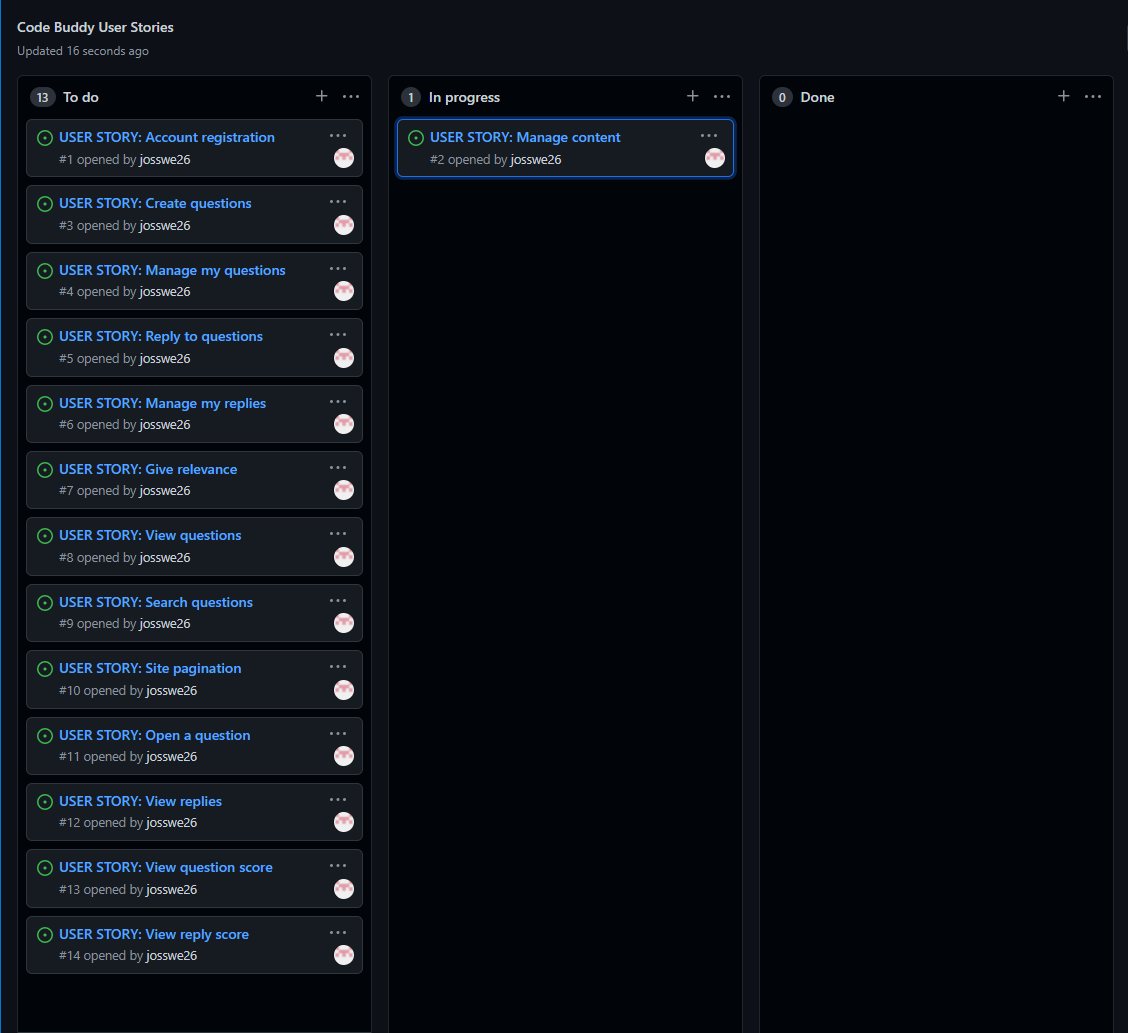 Code Buddy User Stories
Updated 16 seconds ago
13 To do
USER STORY: Account registration
#1 opened by josswe26
USER STORY: Create questions
#3 opened by josswe26
USER STORY: Manage my questions
#4 opened by josswe26
USER STORY: Reply to questions
#5 opened by josswe26
USER STORY: Manage my replies
#6 opened by josswe26
USER STORY: Give relevance
#7 opened by josswe26
USER STORY: View questions
#8 opened by josswe26
USER STORY: Search questions
#9 opened by josswe26
USER STORY: Site pagination
#10 opened by josswe26
USER STORY: Open a question
#11 opened by josswe26
USER STORY: View replies
#12 opened by josswe26
USER STORY: View question score
#13 opened by josswe26
USER STORY: View reply score
#14 opened by josswe26
1 In progress
USER STORY: Manage content
#2 opened by josswe26
0 Done